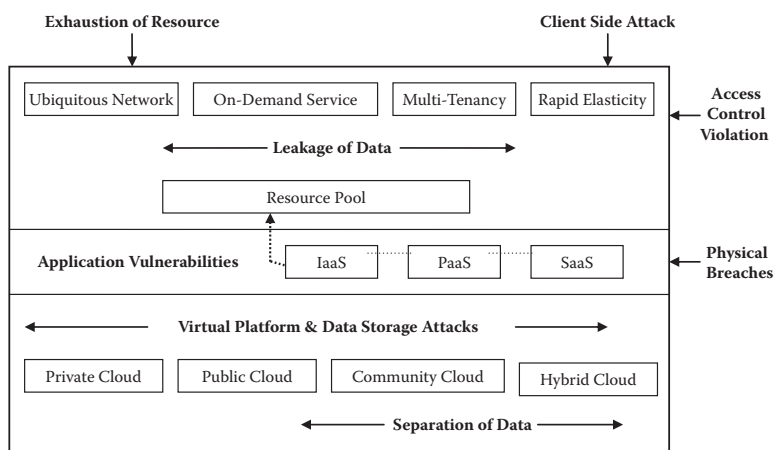 Exhaustion of Resource
Client Side Attack
Ubiquitous Network
On-Demand Service
Multi-Tenancy
Rapid Elasticity
Access
Control
Violation
Leakage of Data
Resource Pool
Application Vulnerabilities
IaaS
PaaS
SaaS
Physical
Breaches
Virtual Platform & Data Storage Attacks
Private Cloud
Public Cloud
Community Cloud
Hybrid Cloud
Separation of Data